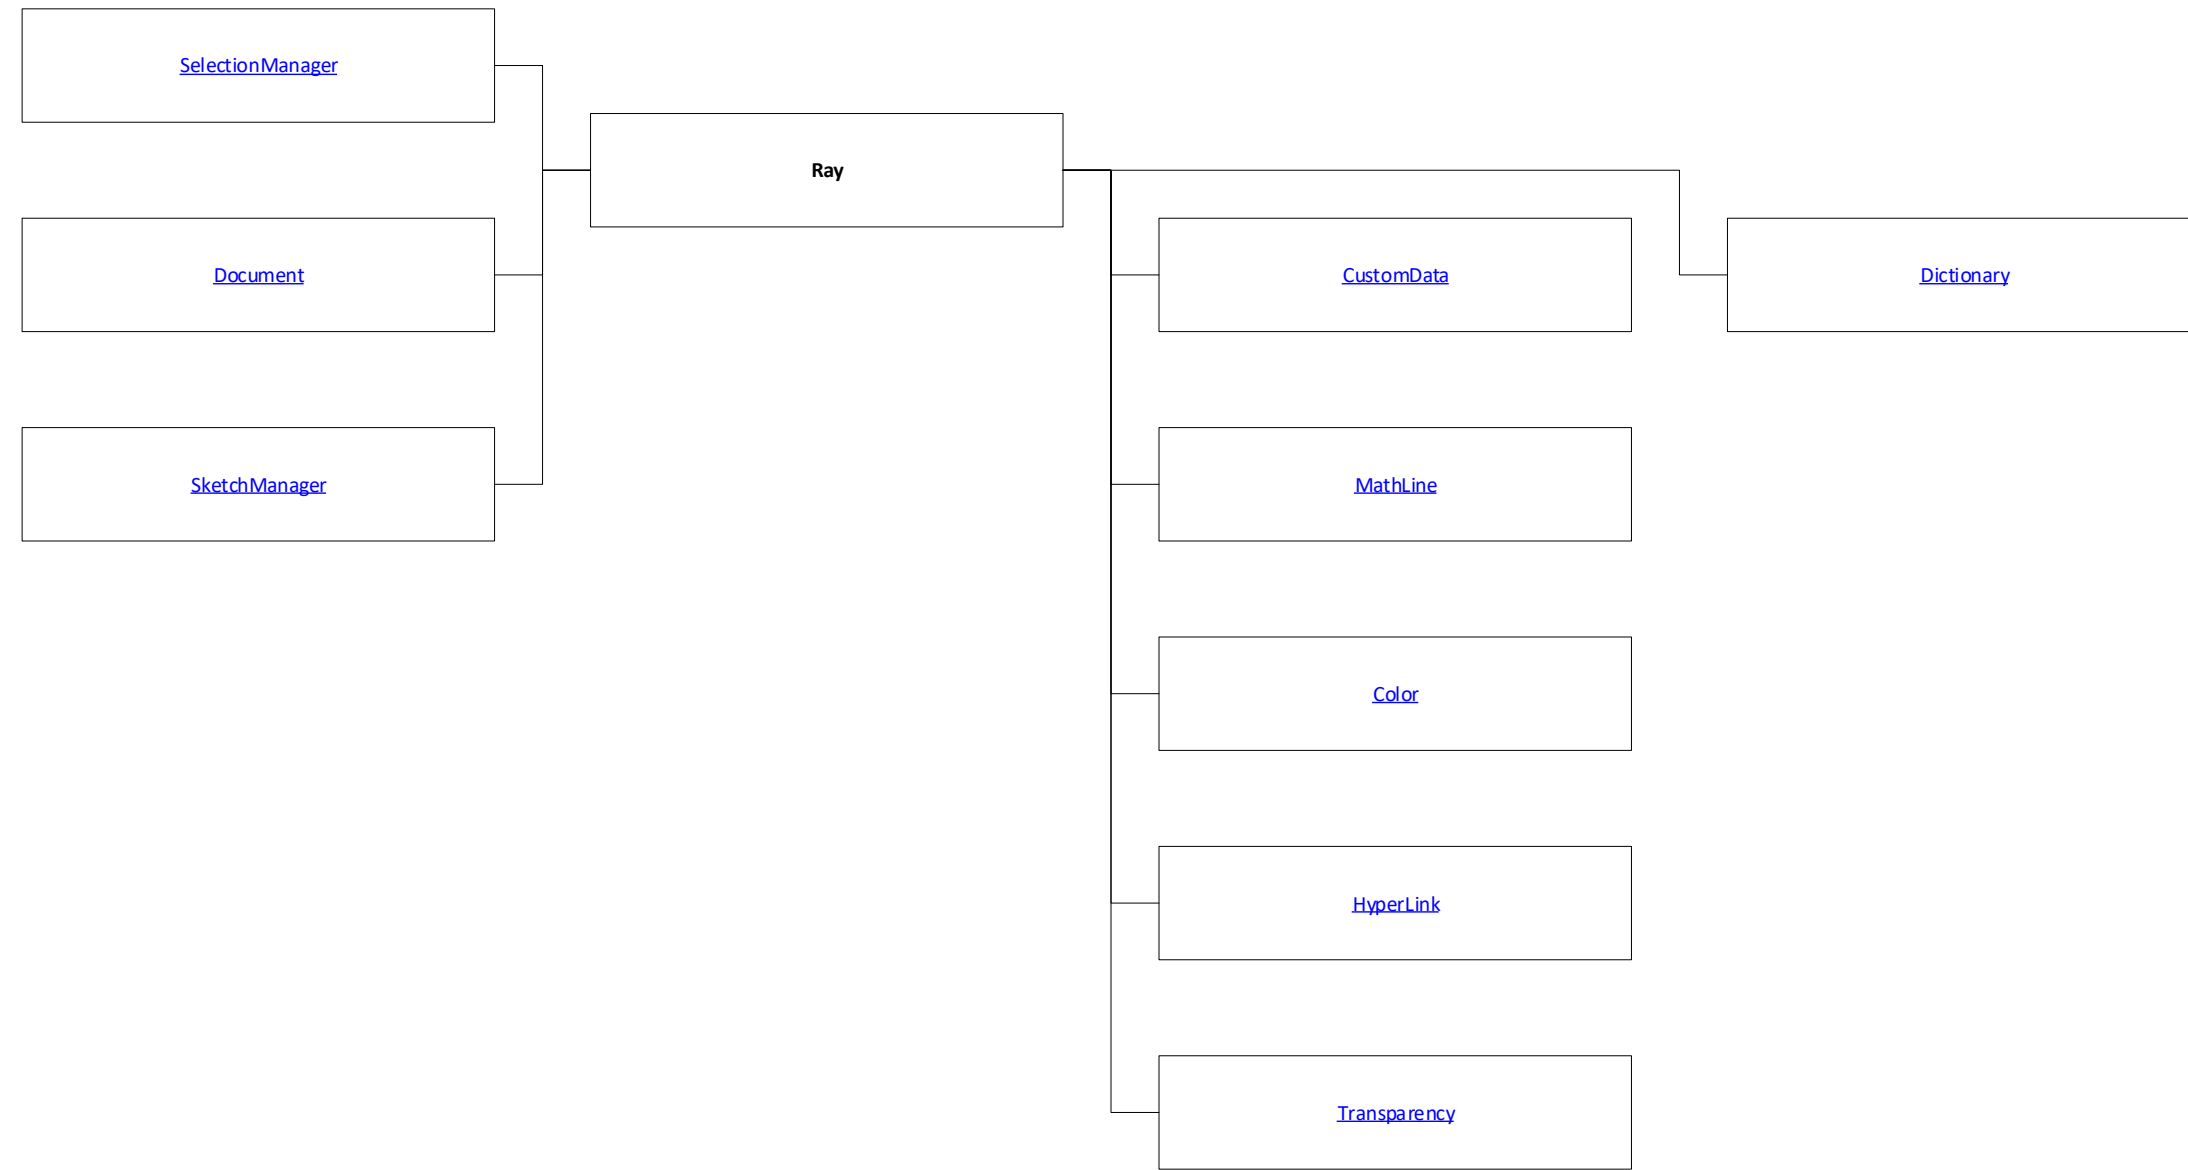 SelectionManager
Ray
Document
CustomData
Dictionary
SketchManager
MathLine
Color
HyperLink
Transparency